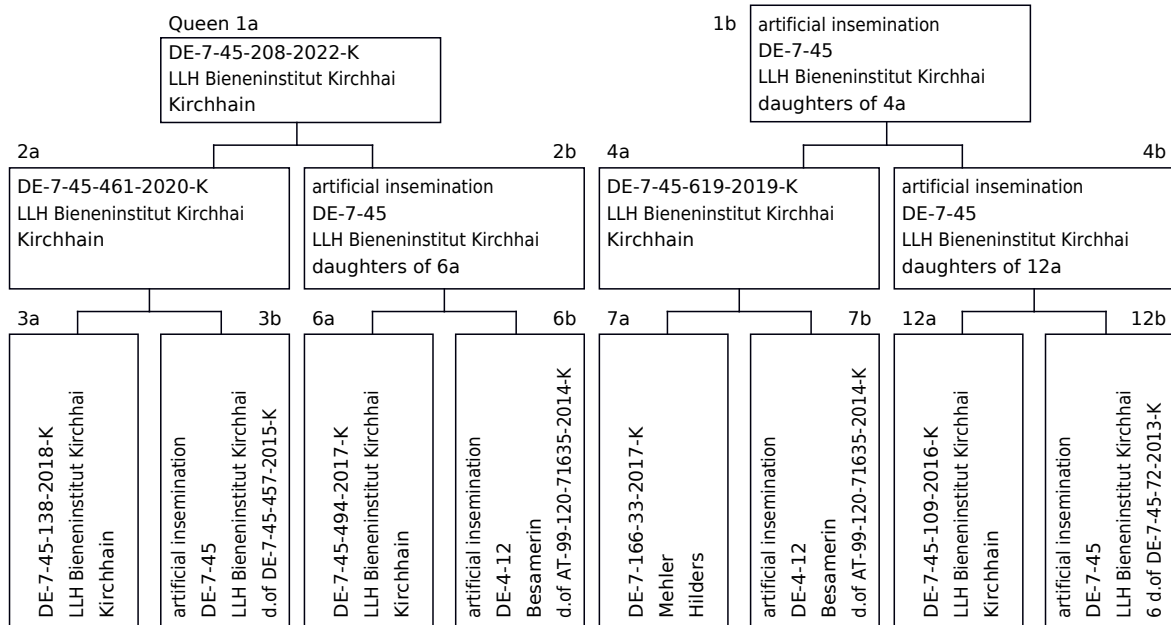 Queen 1a
DE-7-45-208-2022-K
LLH Bieneninstitut Kirchhai
Kirchhain
1b
artificial insemination
DE-7-45
LLH Bieneninstitut Kirchhai
daughters of 4a
2a
DE-7-45-461-2020-K
LLH Bieneninstitut Kirchhai
Kirchhain
2b
artificial insemination
DE-7-45
LLH Bieneninstitut Kirchhai
daughters of 6a
4a
DE-7-45-619-2019-K
LLH Bieneninstitut Kirchhai
Kirchhain
4b
artificial insemination
DE-7-45
LLH Bieneninstitut Kirchhai
daughters of 12a
3a
DE-7-45-138-2018-K
LLH Bieneninstitut Kirchhai
Kirchhain
3b
artificial insemination
DE-7-45
LLH Bieneninstitut Kirchhai
d.of DE-7-45-457-2015-K
6a
DE-7-45-494-2017-K
LLH Bieneninstitut Kirchhai
Kirchhain
6b
artificial insemination
DE-4-12
Besamerin
d.of AT-99-120-71635-2014-K
7a
DE-7-166-33-2017-K
Mehler
Hilders
7b
artificial insemination
DE-4-12
Besamerin
d.of AT-99-120-71635-2014-K
12a
DE-7-45-109-2016-K
LLH Bieneninstitut Kirchhai
Kirchhain
12b
artificial insemination
DE-7-45
LLH Bieneninstitut Kirchhai
6 d.of DE-7-45-72-2013-K